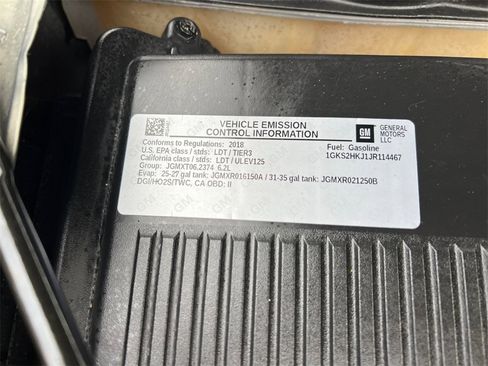 VEHICLE EMISSION
CONTROL INFORMATION
GM
GENERAL
MOTORS
LLC
Conforms to Regulations: 2018
Fuel: Gasoline
U.S. EPA class / stds: LDT / TIER3
1GKS2HKJ1JR114467
California class / stds: LDT / ULEV125
Group: JGMXT06.2374 6.2L
Evap: 25-27 gal tank: JGMXR016150A / 31-35 gal tank: JGMXR021250B
DGI/HO2S/TWC, CA OBD: II